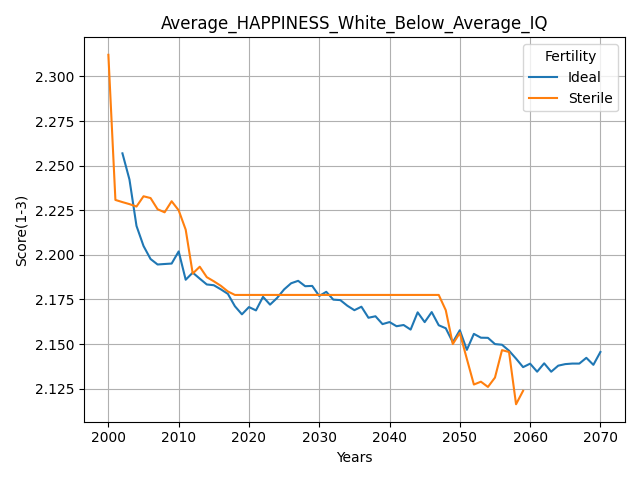 Average_HAPPINESS_White_Below_Average_IQ
Fertility
Ideal
Sterile
Score(1-3)
2.300
2.275
2.250
2.225
2.200
2.175
2.150
2.125
2000 2010 2020 2030 2040 2050 2060 2070
Years